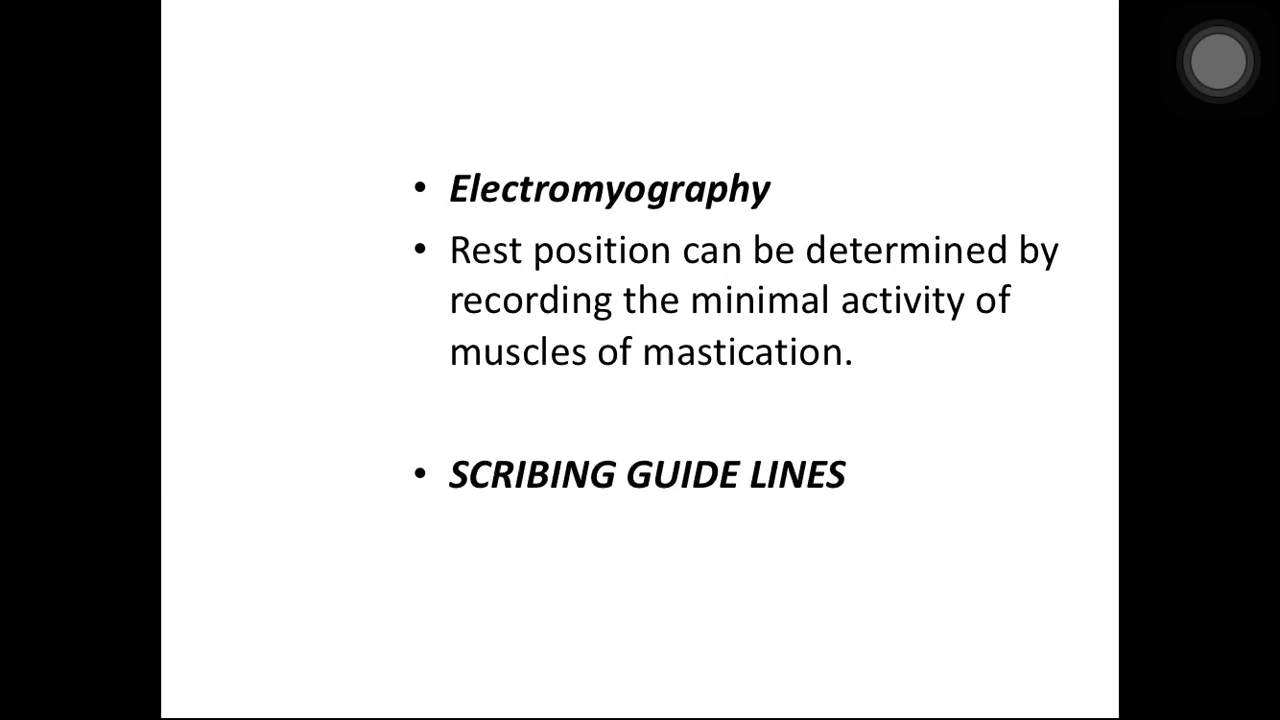 • Electromyography
• Rest position can be determined by
recording the minimal activity of
muscles of mastication.
• SCRIBING GUIDE LINES